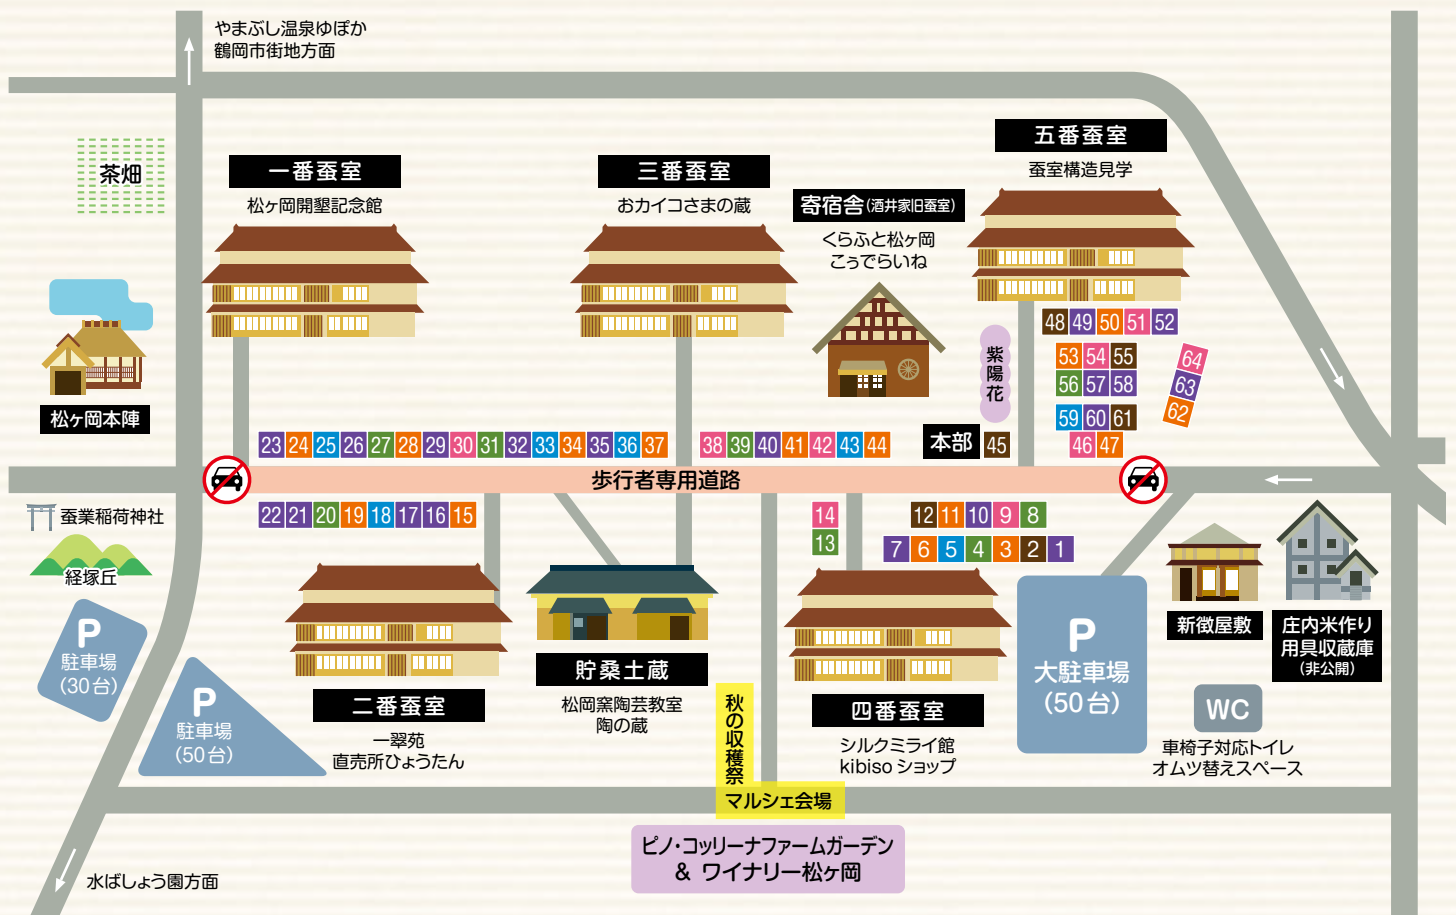 やまぶし温泉ゆぽか
鶴岡市街地方面
茶畑
一番蚕室
松ヶ岡開墾記念館
三番蚕室
おカイコさまの蔵
寄宿舎(酒井家旧蚕室)
くらふと松ヶ岡
こぅでらいね
五番蚕室
蚕室構造見学
48 49 50 51 52
53 54 55
56 57 58
59 60 61
46 47
64
63
62
紫陽花
松ヶ岡本陣
23 24 25 26 27 28 29 30 31 32 33 34 35 36 37
38 39 40 41 42 43 44
本部 45
歩行者専用道路
蚕業稲荷神社
経塚丘
22 21 20 19 18 17 16 15
14
13
12 11 10 9 8
7 6 5 4 3 2 1
P
駐車場
(30台)
P
駐車場
(50台)
二番蚕室
一翠苑
直売所ひょうたん
貯桑土蔵
松岡窯陶芸教室
陶の蔵
秋の収穫祭
マルシェ会場
四番蚕室
シルクミライ館
kibiso ショップ
P
大駐車場
(50台)
新徴屋敷
庄内米作り
用具収蔵庫
(非公開)
WC
車椅子対応トイレ
オムツ替えスペース
ピノ・コッリーナファームガーデン
& ワイナリー松ヶ岡
水ばしょう園方面